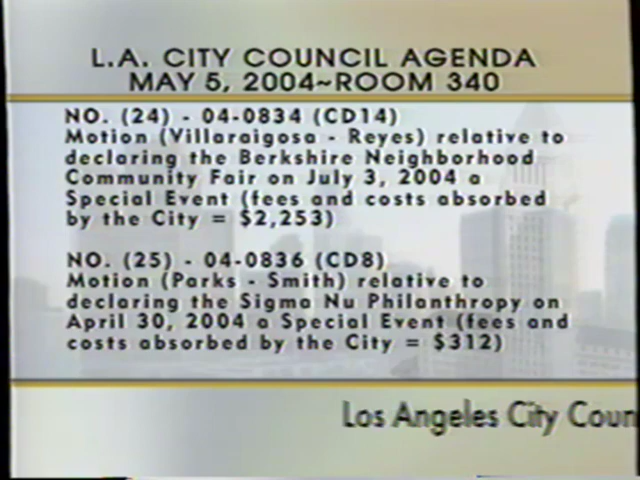 L.A. CITY COUNCIL AGENDA
MAY 5, 2004~ROOM 340
NO. (24) - 04-0834 (CD14)
Motion (Villaraigosa - Reyes) relative to
declaring the Berkshire Neighborhood
Community Fair on July 3, 2004 a
Special Event (fees and costs absorbed
by the City = $2,253)
NO. (25) - 04-0836 (CD8)
Motion (Parks - Smith) relative to
declaring the Sigma Nu Philanthropy on
April 30, 2004 a Special Event (fees and
costs absorbed by the City = $312)
Los Angeles City Coun